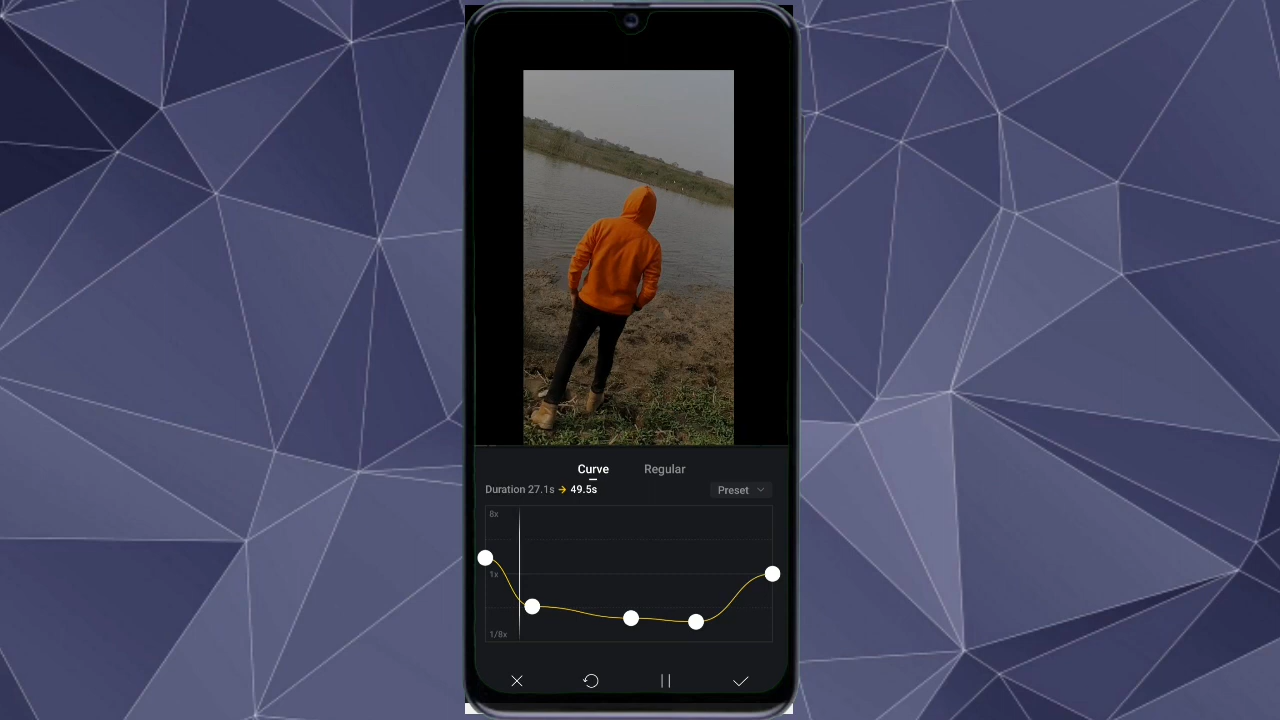 Curve Regular
Duration 27.1s → 49.5s Preset
8x
1x
1/8x